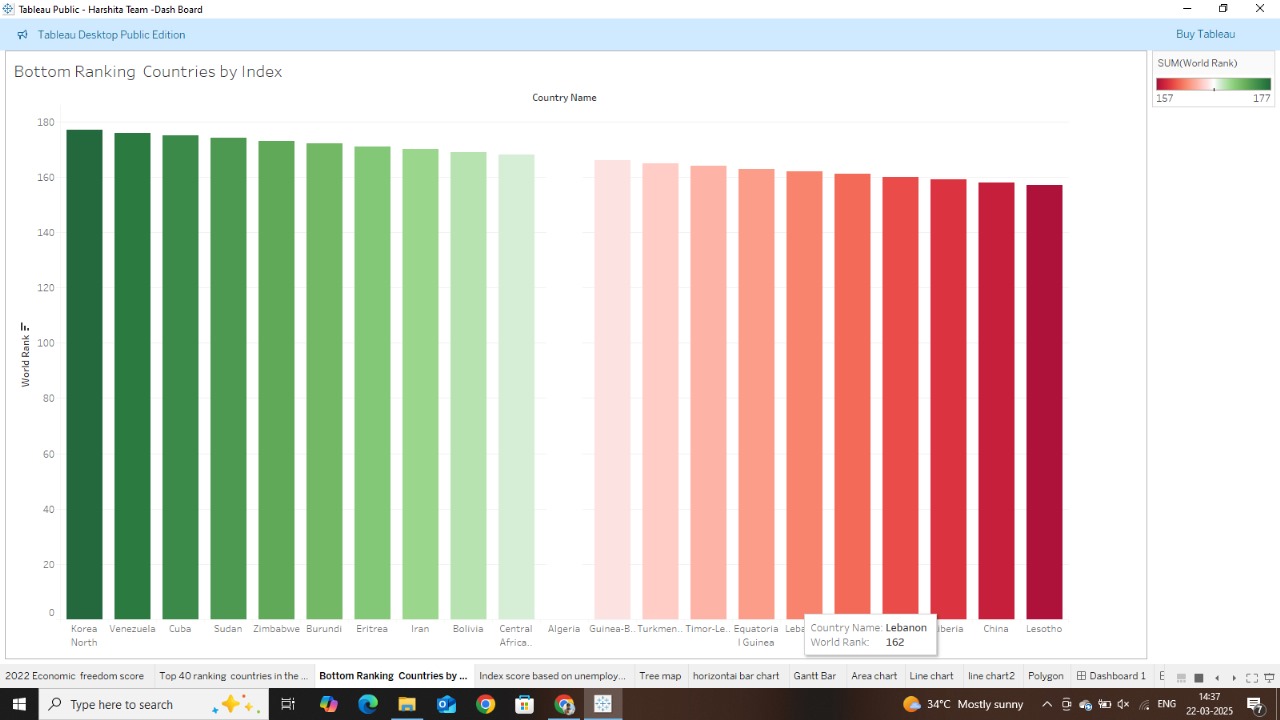 Tableau Public - Harshita Team -Dash Board
Tableau Desktop Public Edition
Buy Tableau
Bottom Ranking Countries by Index
SUM(World Rank)
157 177
Country Name
180
160
140
120
100
80
60
40
20
0
World Rank
Korea North
Venezuela
Cuba
Sudan
Zimbabwe
Burundi
Eritrea
Iran
Bolivia
Central Africa..
Algeria
Guinea-B..
Turkmen..
Timor-Le..
Equatorial Guinea
Leba
iberia
China
Lesotho
Country Name: Lebanon
World Rank: 162
2022 Economic freedom score
Top 40 ranking countries in the ...
Bottom Ranking Countries by ...
Index score based on unemploy...
Tree map
horizontai bar chart
Gantt Bar
Area chart
Line chart
line chart2
Polygon
Dashboard 1
Type here to search
34°C Mostly sunny
ENG
14:37
22-03-2025